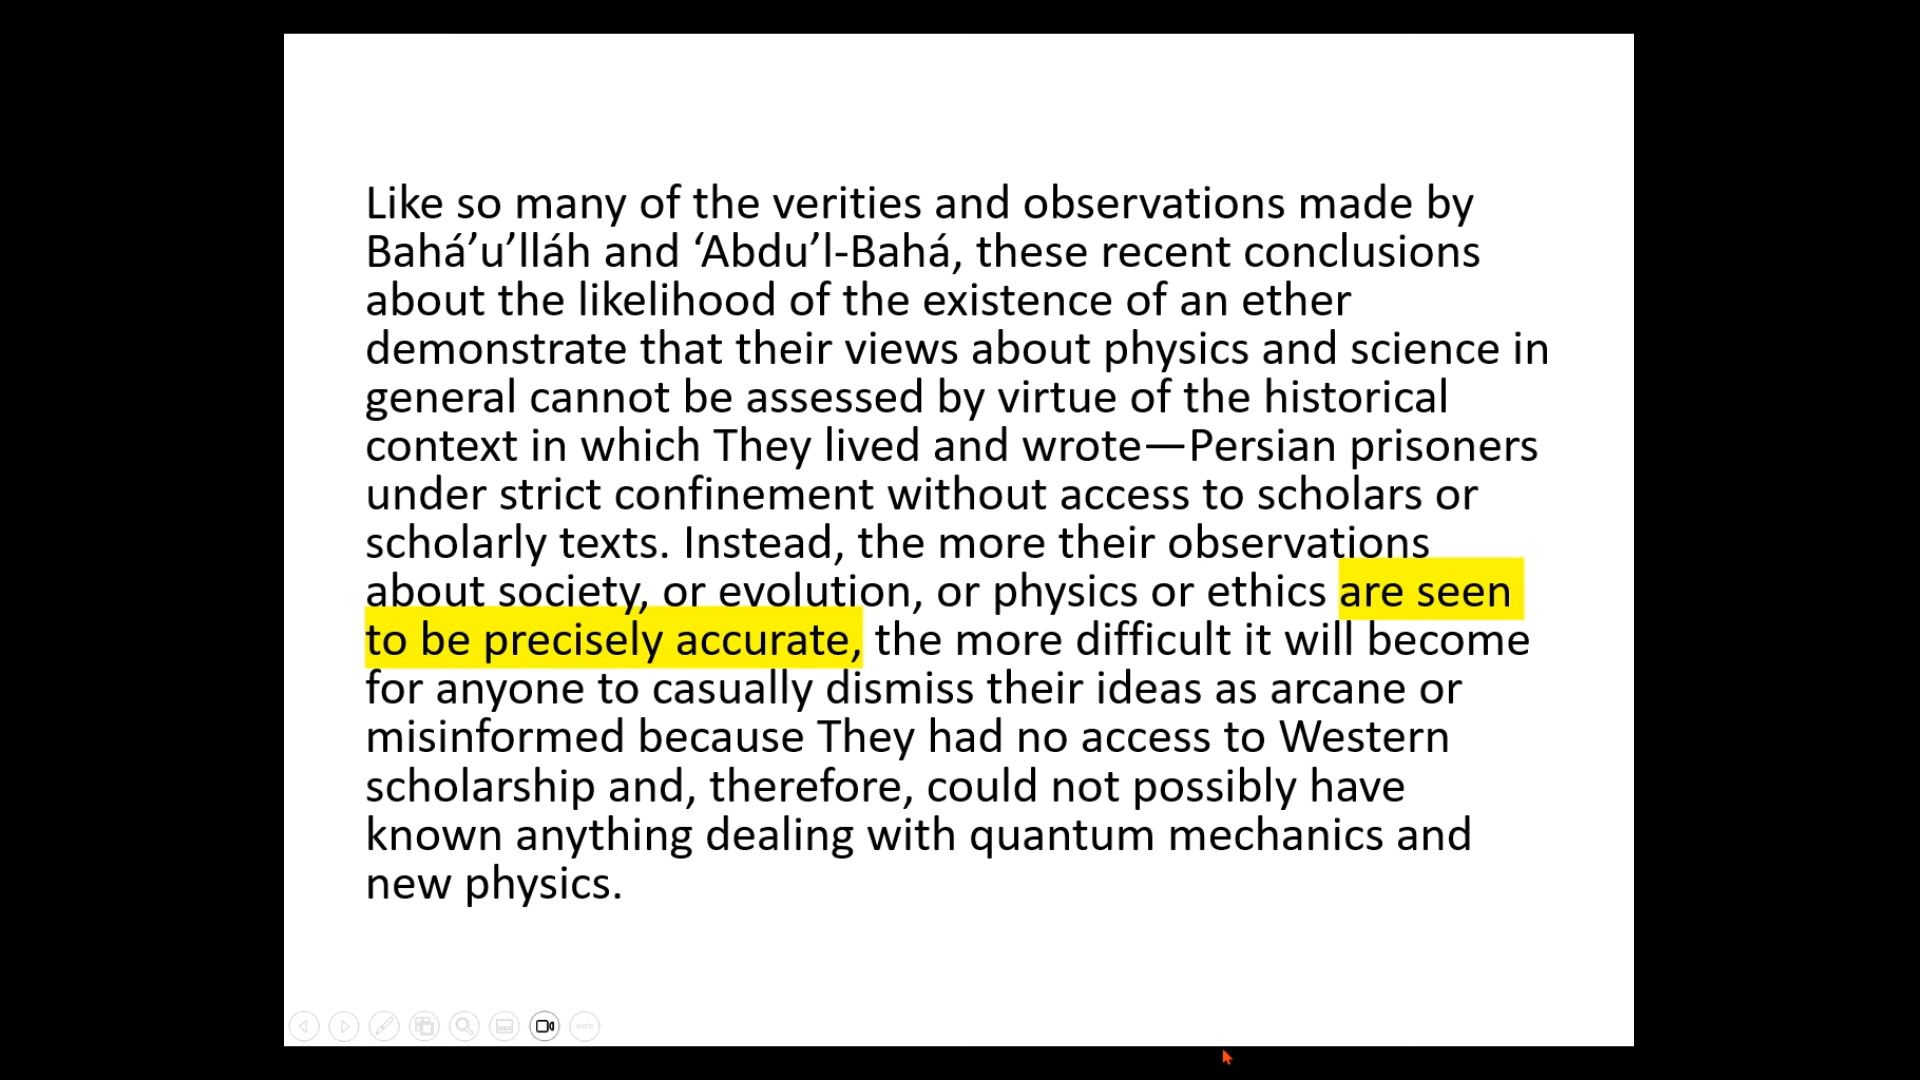 Like so many of the verities and observations made by
Bahá’u’lláh and ‘Abdu’l-Bahá, these recent conclusions
about the likelihood of the existence of an ether
demonstrate that their views about physics and science in
general cannot be assessed by virtue of the historical
context in which They lived and wrote—Persian prisoners
under strict confinement without access to scholars or
scholarly texts. Instead, the more their observations
about society, or evolution, or physics or ethics are seen
to be precisely accurate, the more difficult it will become
for anyone to casually dismiss their ideas as arcane or
misinformed because They had no access to Western
scholarship and, therefore, could not possibly have
known anything dealing with quantum mechanics and
new physics.